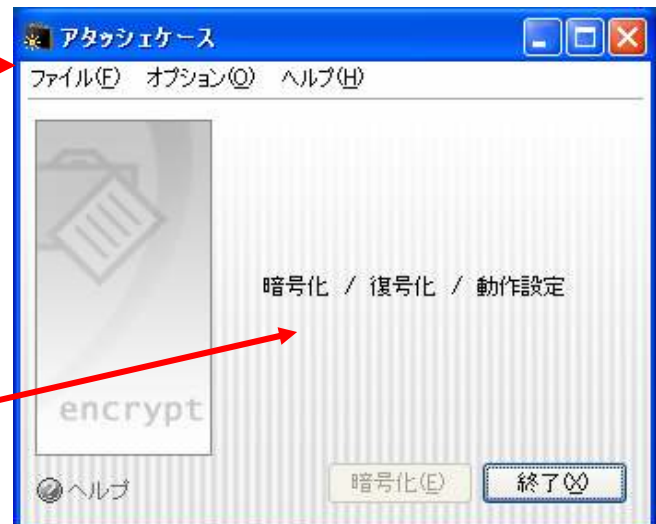 アタッシェケース
ファイル(F) オプション(O) ヘルプ(H)
暗号化 / 復号化 / 動作設定
encrypt
ヘルプ 暗号化(E) 終了(X)